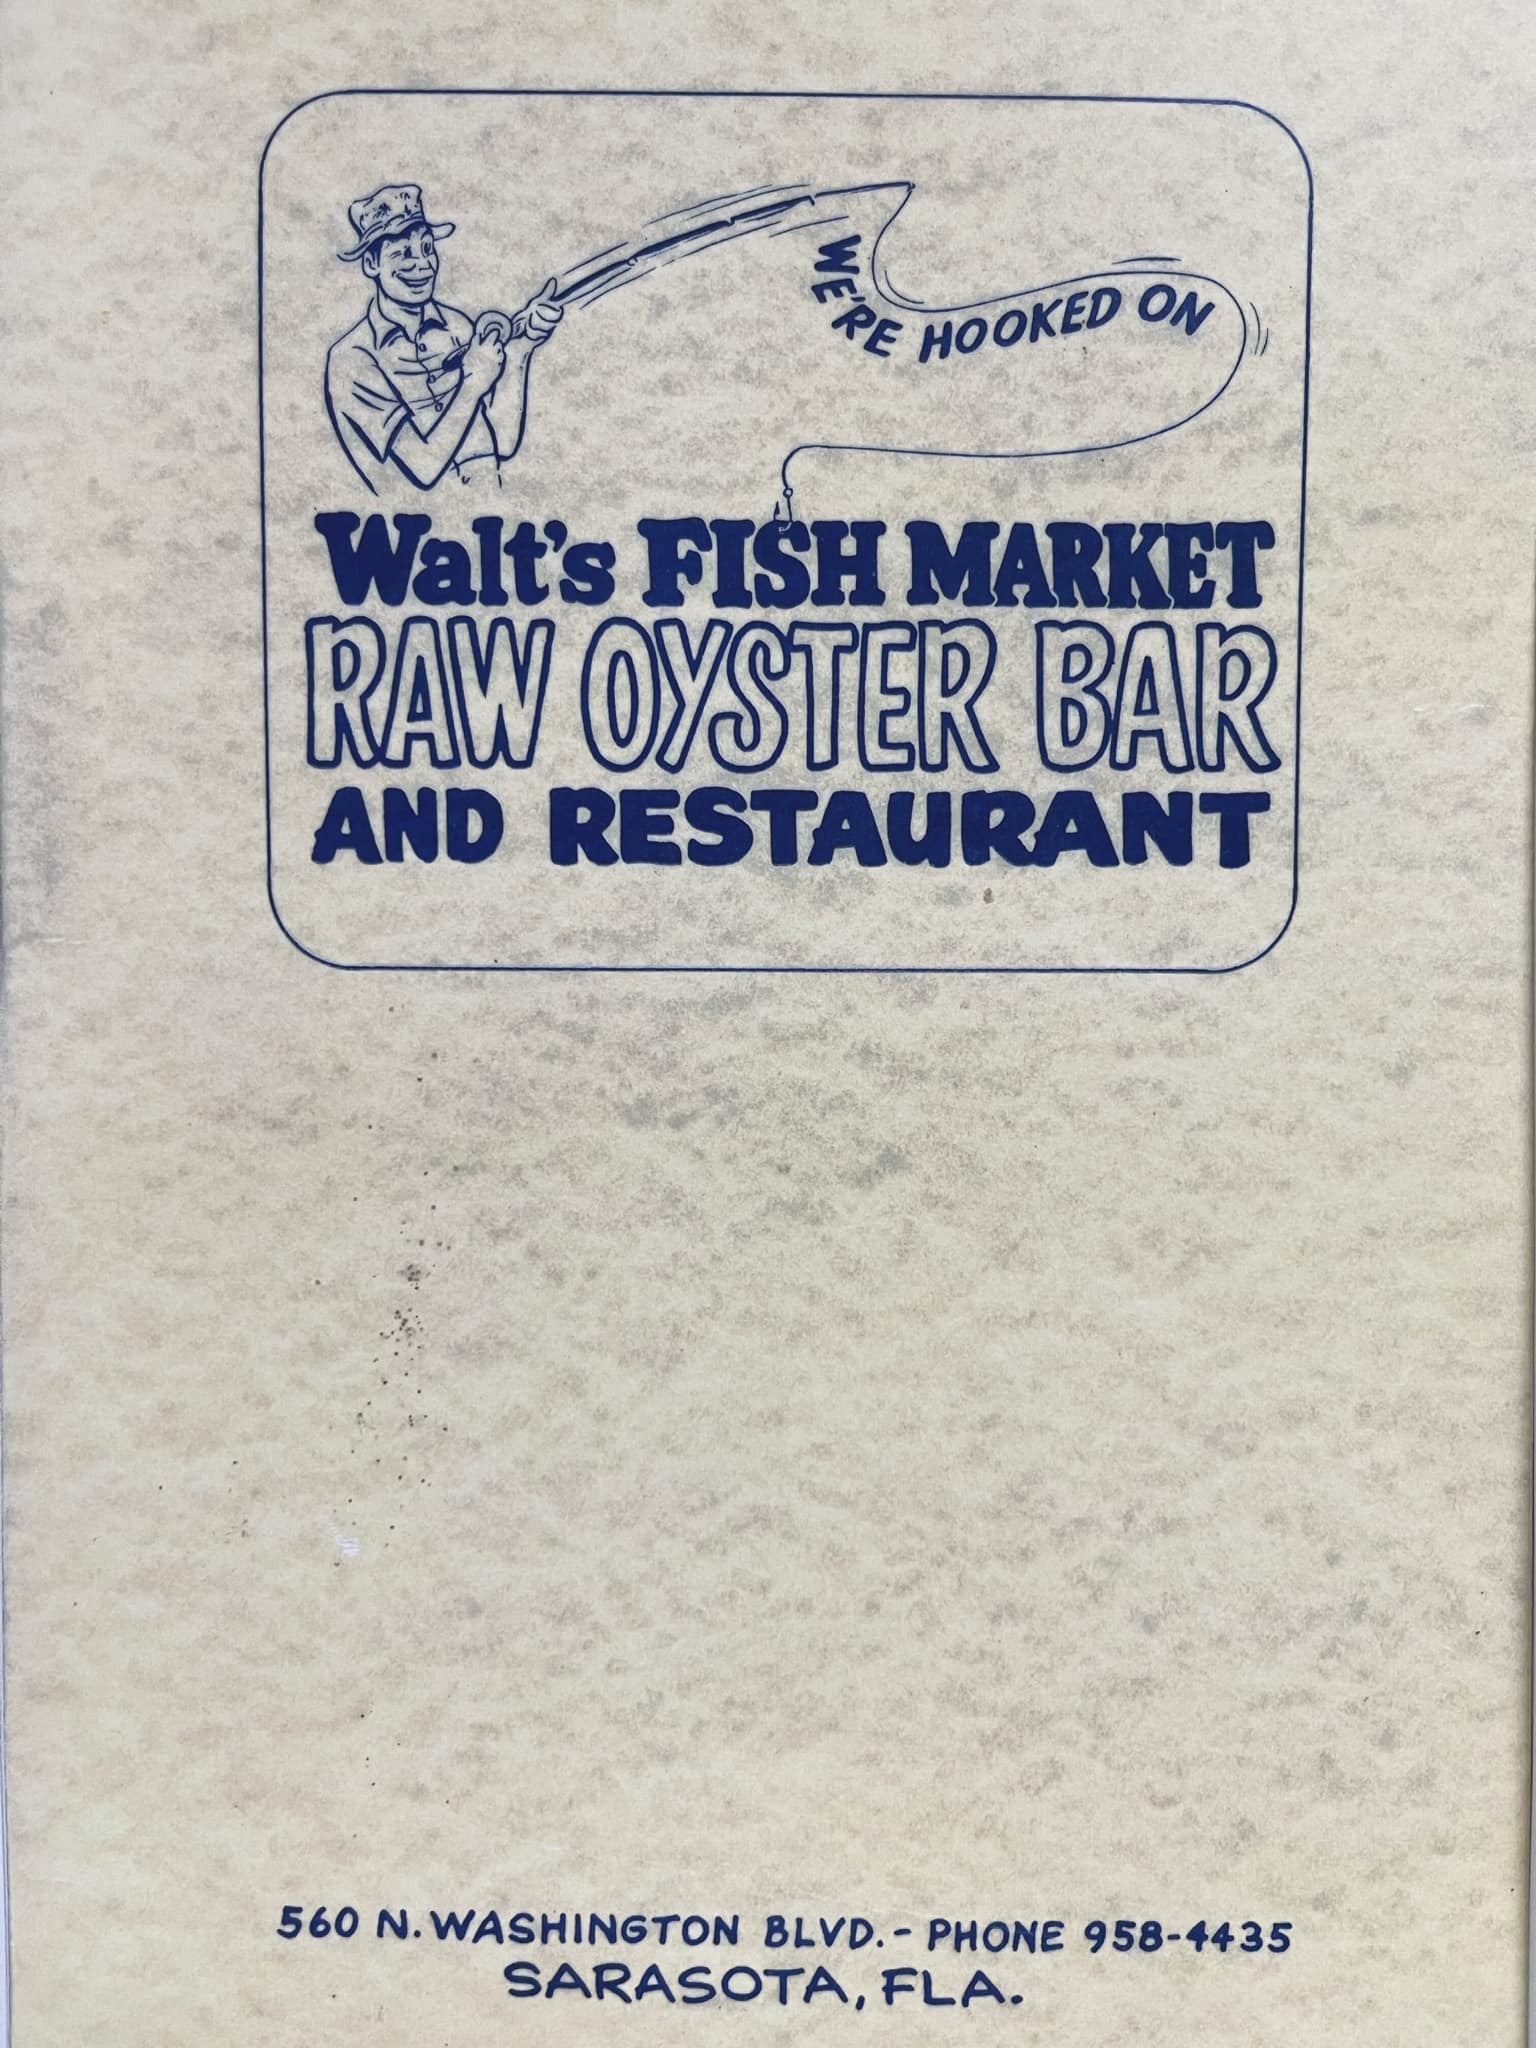 WE'RE HOOKED ON
Walt's FISH MARKET
RAW OYSTER BAR
AND RESTAURANT
560 N. WASHINGTON BLVD. - PHONE 958-4435
SARASOTA, FLA.